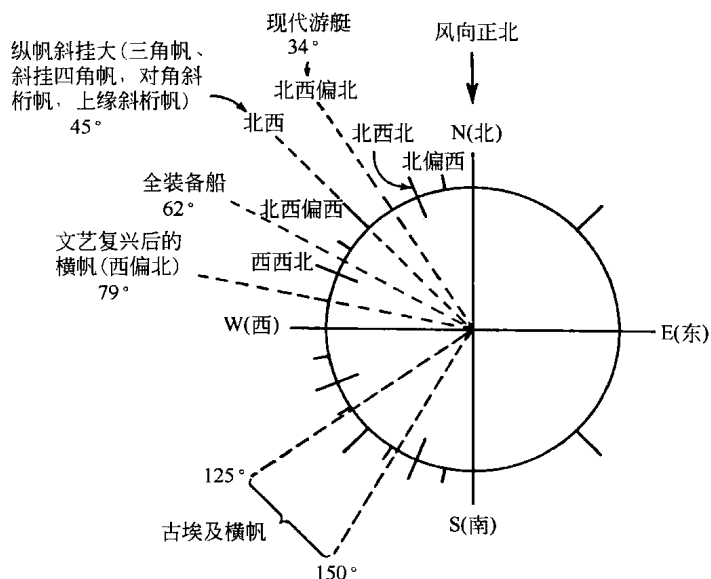 现代游艇
34°
北西偏北
纵帆斜挂大(三角帆、
斜挂四角帆,对角斜
桁帆,上缘斜桁帆)
45°
北西
风向正北
N(北)
北西北
北偏西
全装备船
62°
北西偏西
文艺复兴后的
横帆(西偏北)
79°
西西北
W(西)
E(东)
125°
古埃及横帆
150°
S(南)